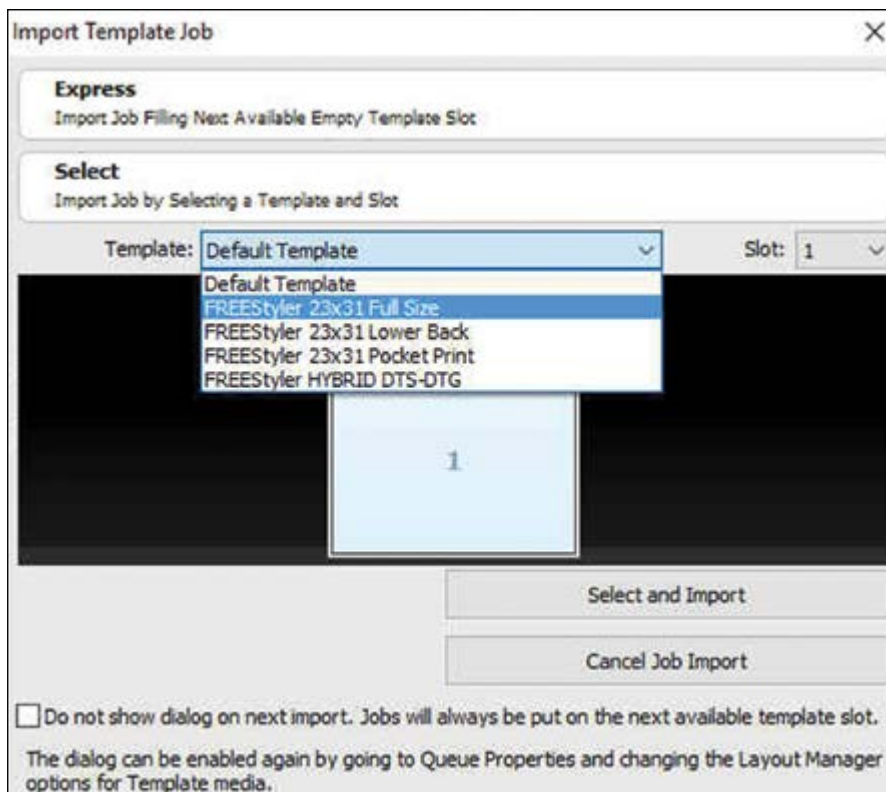 Import Template Job
Express
Import Job Filling Next Available Empty Template Slot
Select
Import Job by Selecting a Template and Slot
Template: Default Template Slot: 1
Default Template
FREEStyler 23x31 Full Size
FREEStyler 23x31 Lower Back
FREEStyler 23x31 Pocket Print
FREEStyler HYBRID DTS-DTG
1
Select and Import
Cancel Job Import
Do not show dialog on next import. Jobs will always be put on the next available template slot.
The dialog can be enabled again by going to Queue Properties and changing the Layout Manager
options for Template media.